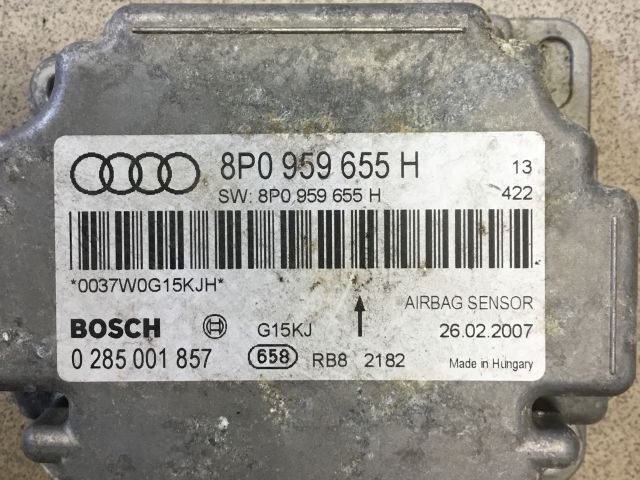 8P0 959 655 H 13
SW: 8P0 959 655 H 422
*0037W0G15KJH*
AIRBAG SENSOR
BOSCH G15KJ 26.02.2007
0 285 001 857 658 RB8 2182 Made in Hungary